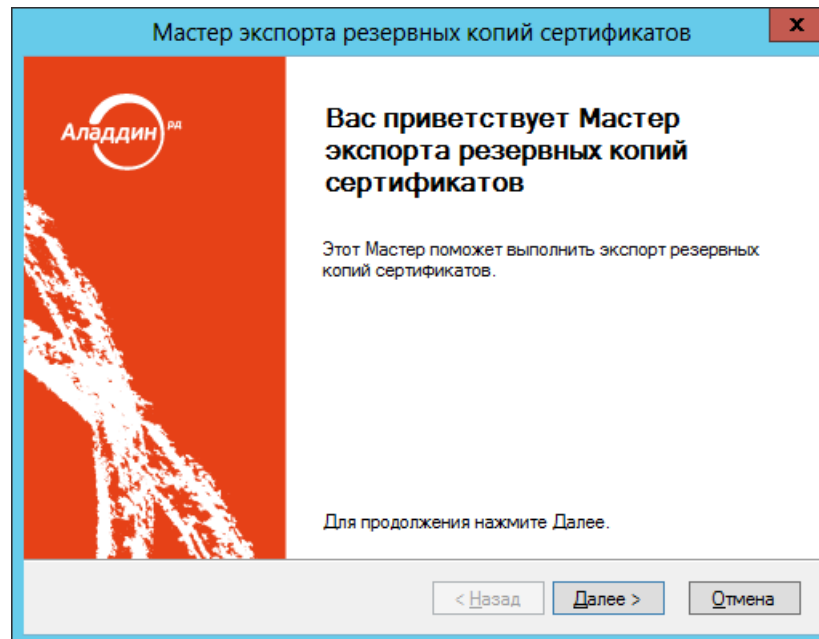 Мастер экспорта резервных копий сертификатов
x
Аладдин РД
Вас приветствует Мастер
экспорта резервных копий
сертификатов
Этот Мастер поможет выполнить экспорт резервных
копий сертификатов.
Для продолжения нажмите Далее.
< Назад
Далее >
Отмена